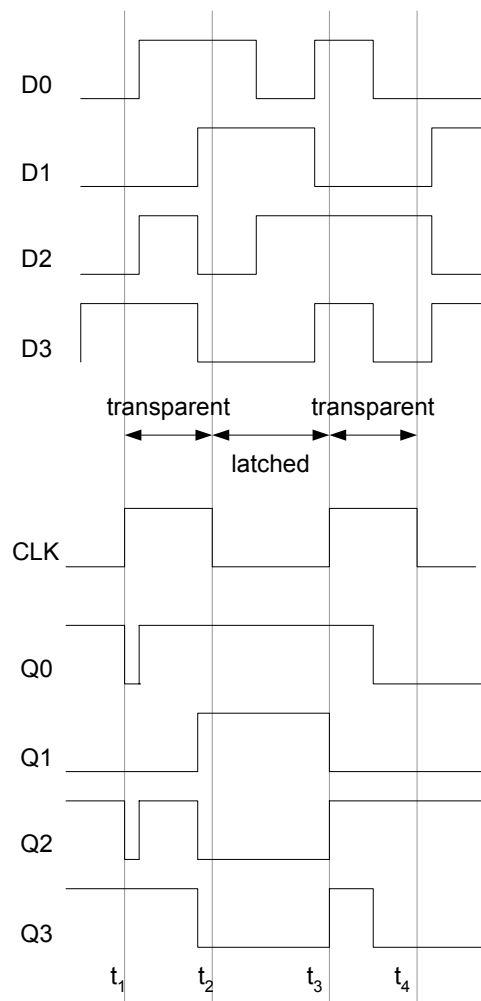 D0
D1
D2
D3
transparent transparent
latched
CLK
Q0
Q1
Q2
Q3
t1 t2 t3 t4